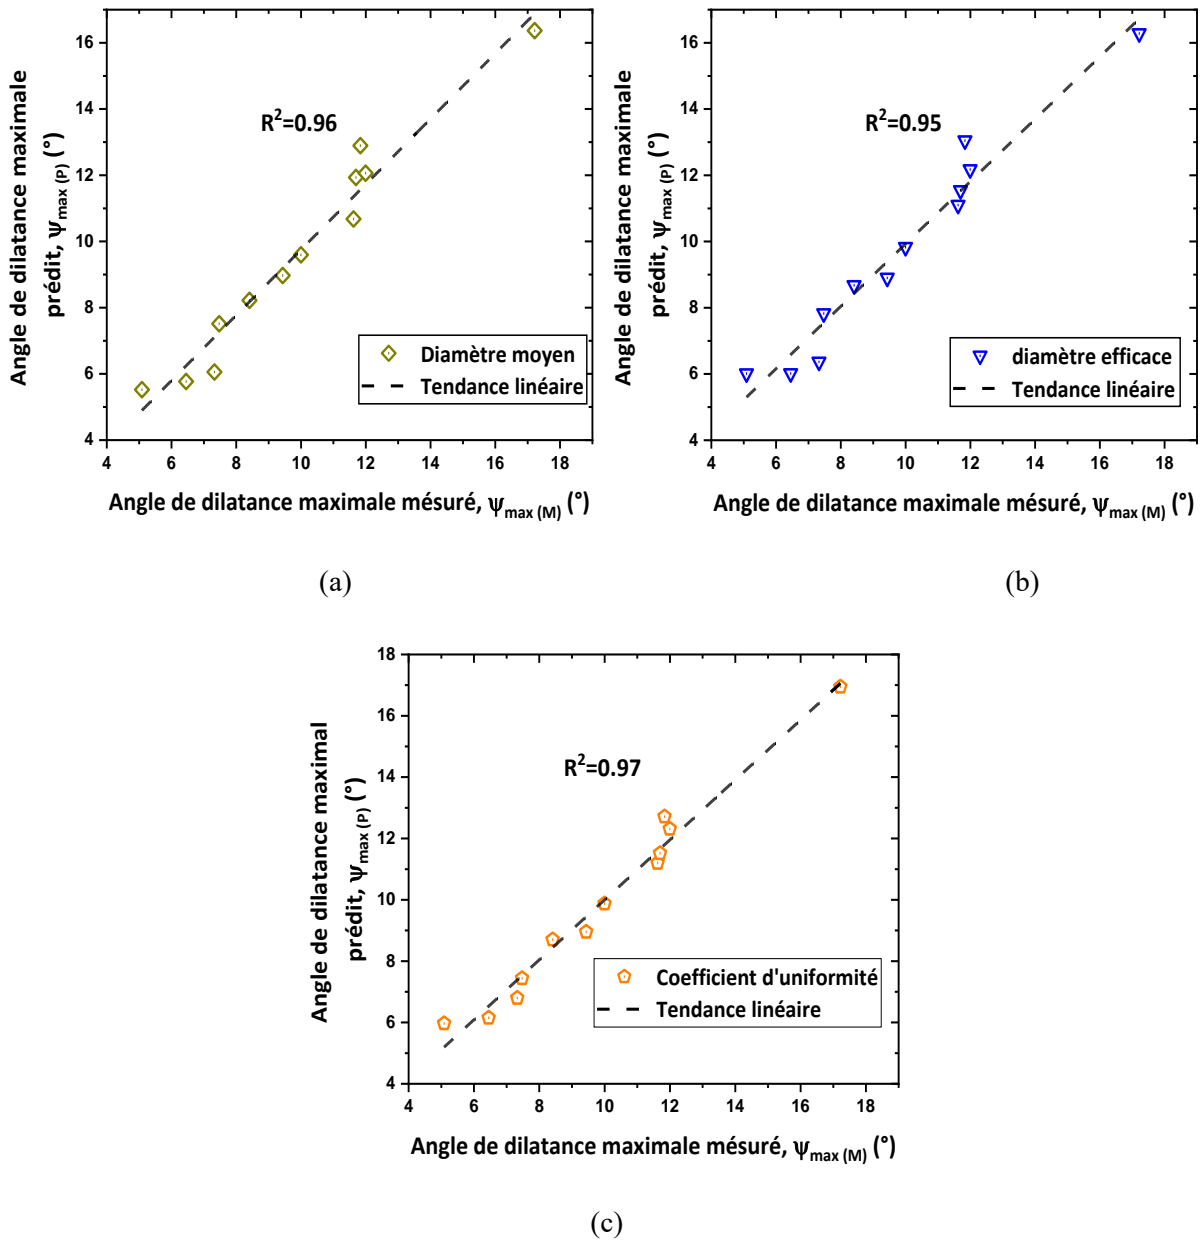 Angle de dilatance maximale
prédit, ψmax (P) (°)
16
14
12
10
8
6
4
R²=0.96
Diamètre moyen
Tendance linéaire
4 6 8 10 12 14 16 18
Angle de dilatance maximale mésuré, ψmax (M) (°)
(a)
Angle de dilatance maximale
prédit, ψmax (P) (°)
16
14
12
10
8
6
4
R²=0.95
diamètre efficace
Tendance linéaire
4 6 8 10 12 14 16 18
Angle de dilatance maximale mésuré, ψmax (M) (°)
(b)
Angle de dilatance maximal
prédit, ψmax (P) (°)
18
16
14
12
10
8
6
4
R²=0.97
Coefficient d'uniformité
Tendance linéaire
4 6 8 10 12 14 16 18
Angle de dilatance maximale mésuré, ψmax (M) (°)
(c)